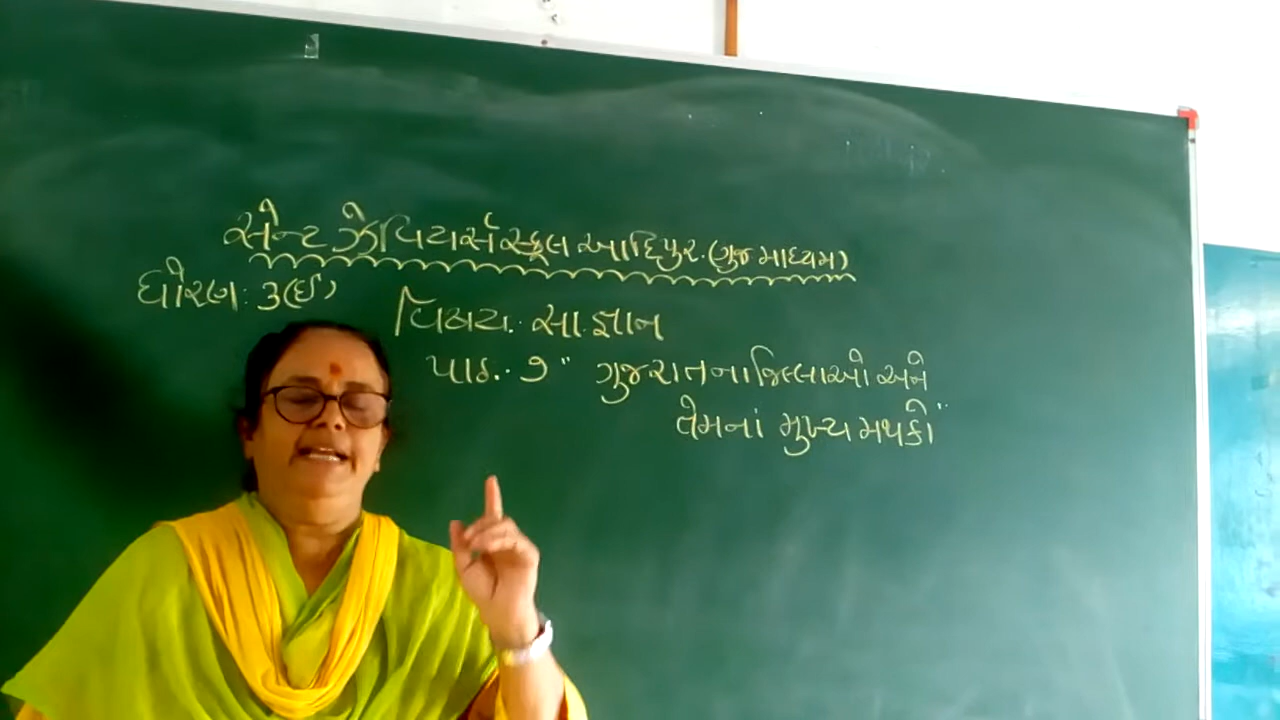 સેન્ટ ઝેવિયર્સ સ્કૂલ આદિપુર.(ગુજ માધ્યમ)
ધોરણ: ૩(ઈ)
વિષય.. સા.જ્ઞાન
પાઠ.. ૭ " ગુજરાતના જિલ્લાઓ અને
તેમનાં મુખ્ય મથકો"